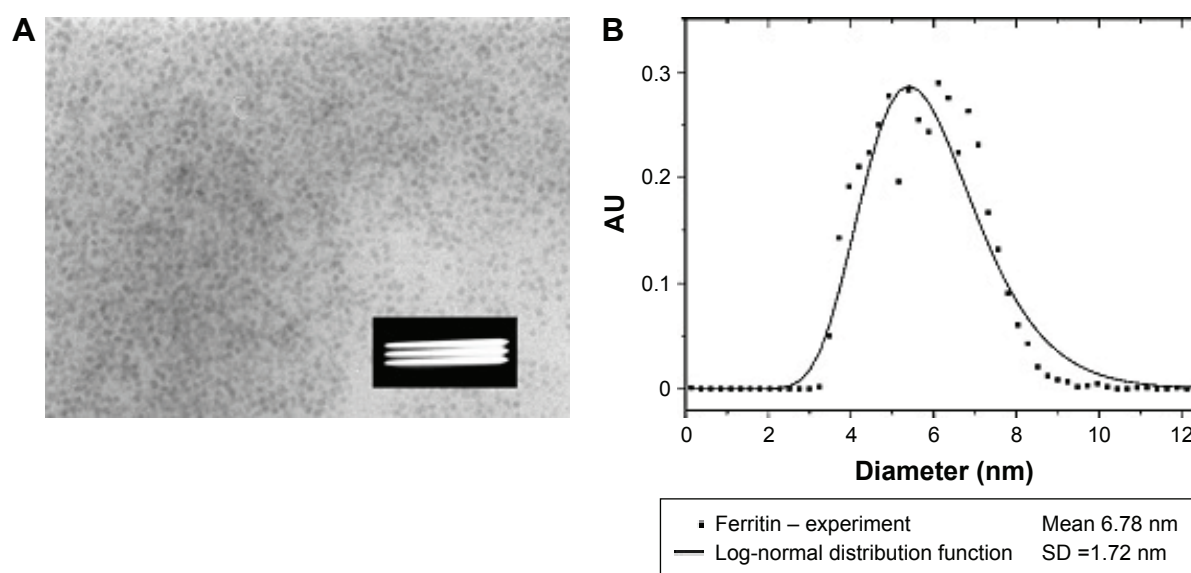 A
B
0.3
0.2
0.1
0
AU
0 2 4 6 8 10 12
Diameter (nm)
Ferritin – experiment Mean 6.78 nm
Log-normal distribution function SD =1.72 nm